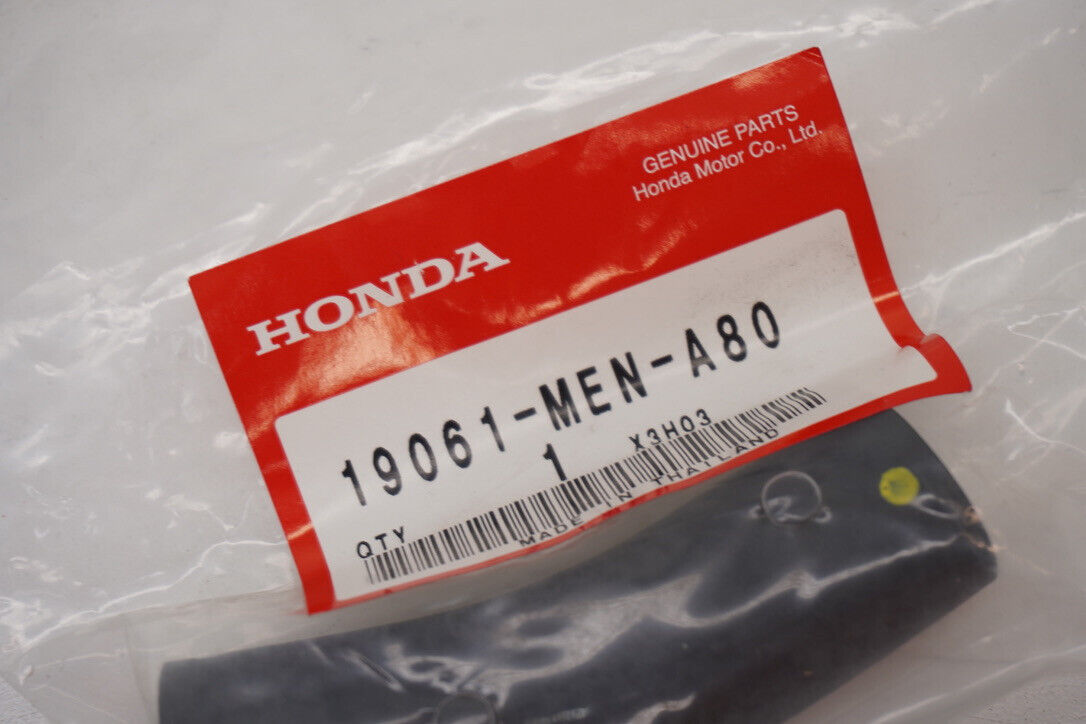 GENUINE PARTS
Honda Motor Co., Ltd.
HONDA
19061-MEN-A80
QTY 1 X3H03
MADE IN THAILAND